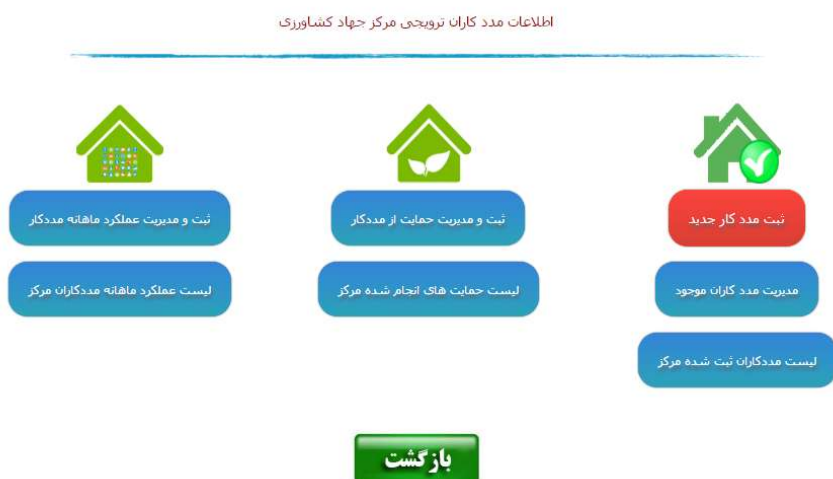 اطلاعات مدد کاران ترویجی مرکز جهاد کشاورزی
ثبت مدد کار جدید
مدیریت مدد کاران موجود
لیست مددکاران ثبت شده مرکز
ثبت و مدیریت حمایت از مددکار
لیست حمایت های انجام شده مرکز
ثبت و مدیریت عملکرد ماهانه مددکار
لیست عملکرد ماهانه مددکاران مرکز
بازگشت